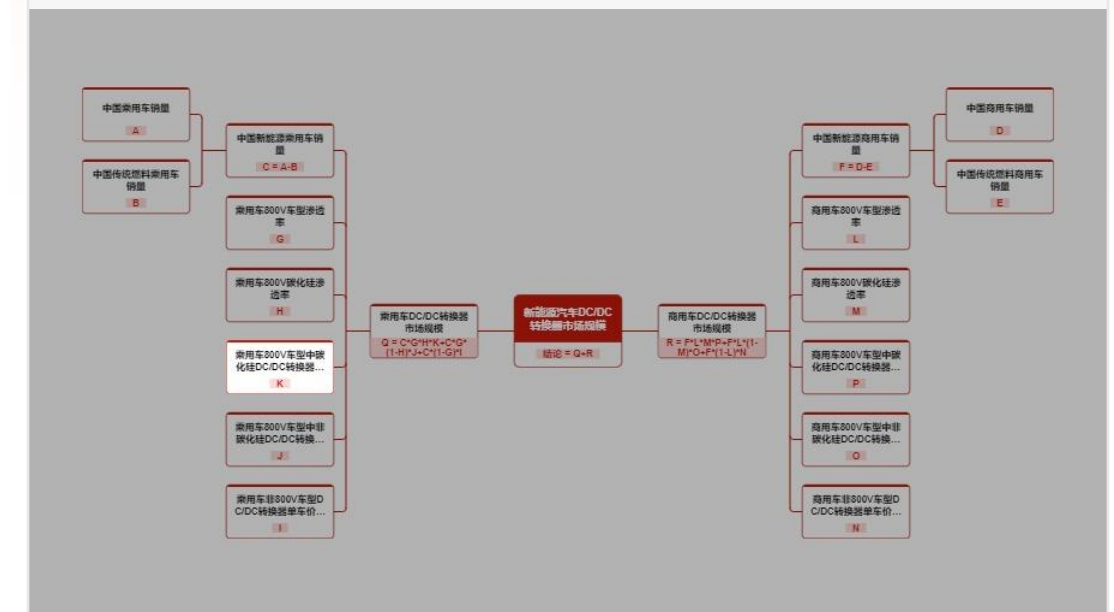 中国乘用车销量
A
中国传统燃料乘用车
销量
B
中国新能源乘用车销
量
C = A-B
乘用车800V车型渗透
率
G
乘用车800V碳化硅渗
透率
H
乘用车800V车型中碳
化硅DC/DC转换器...
K
乘用车800V车型中非
碳化硅DC/DC转换...
J
乘用车非800V车型D
C/DC转换器单车价...
I
乘用车DC/DC转换器
市场规模
Q = C*G*H*K+C*G*
(1-H)*J+C*(1-G)*I
新能源汽车DC/DC
转换器市场规模
结论 = Q+R
商用车DC/DC转换器
市场规模
R = F*L*M*P+F*L*(1-
M)*O+F*(1-L)*N
中国新能源商用车销
量
F = D-E
商用车800V车型渗透
率
L
商用车800V碳化硅渗
透率
M
商用车800V车型中碳
化硅DC/DC转换器...
P
商用车800V车型中非
碳化硅DC/DC转换...
O
商用车非800V车型D
C/DC转换器单车价...
N
中国商用车销量
D
中国传统燃料商用车
销量
E